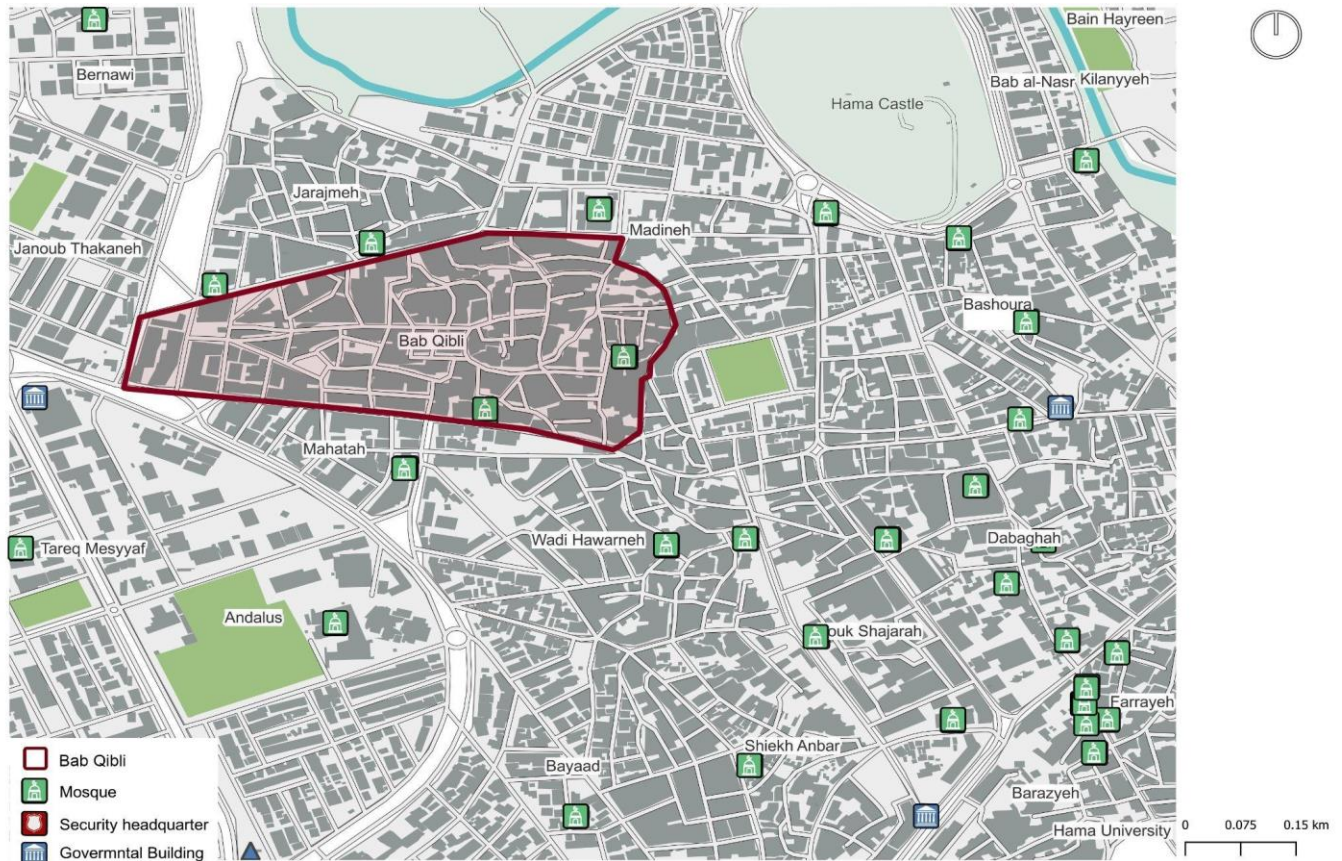 Bain Hayreen
Bernawi
Bab al-Nasr
Kilanyyeh
Hama Castle
Jarajmeh
Madineh
Janoub Thakaneh
Bashoura
Bab Qibli
Mahatah
Wadi Hawarneh
Dabaghah
Tareq Mesyyaf
Andalus
ouk Shajarah
Farrayeh
Shiekh Anbar
Bayaad
Barazyeh
Hama University
Bab Qibli
Mosque
Security headquarter
Govermntal Building
0 0.075 0.15 km